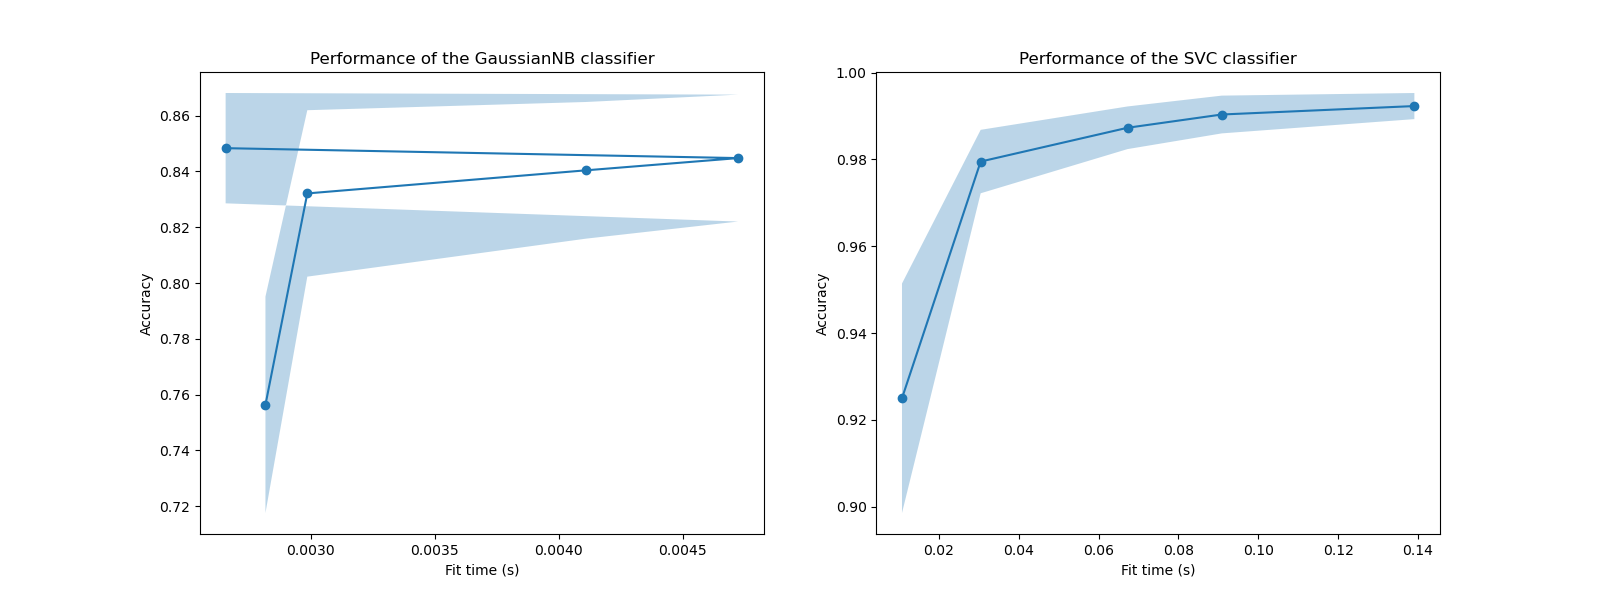 Performance of the GaussianNB classifier
0.86
0.84
0.82
0.80
0.78
0.76
0.74
0.72
Accuracy
0.0030 0.0035 0.0040 0.0045
Fit time (s)
Performance of the SVC classifier
1.00
0.98
0.96
0.94
0.92
0.90
Accuracy
0.02 0.04 0.06 0.08 0.10 0.12 0.14
Fit time (s)